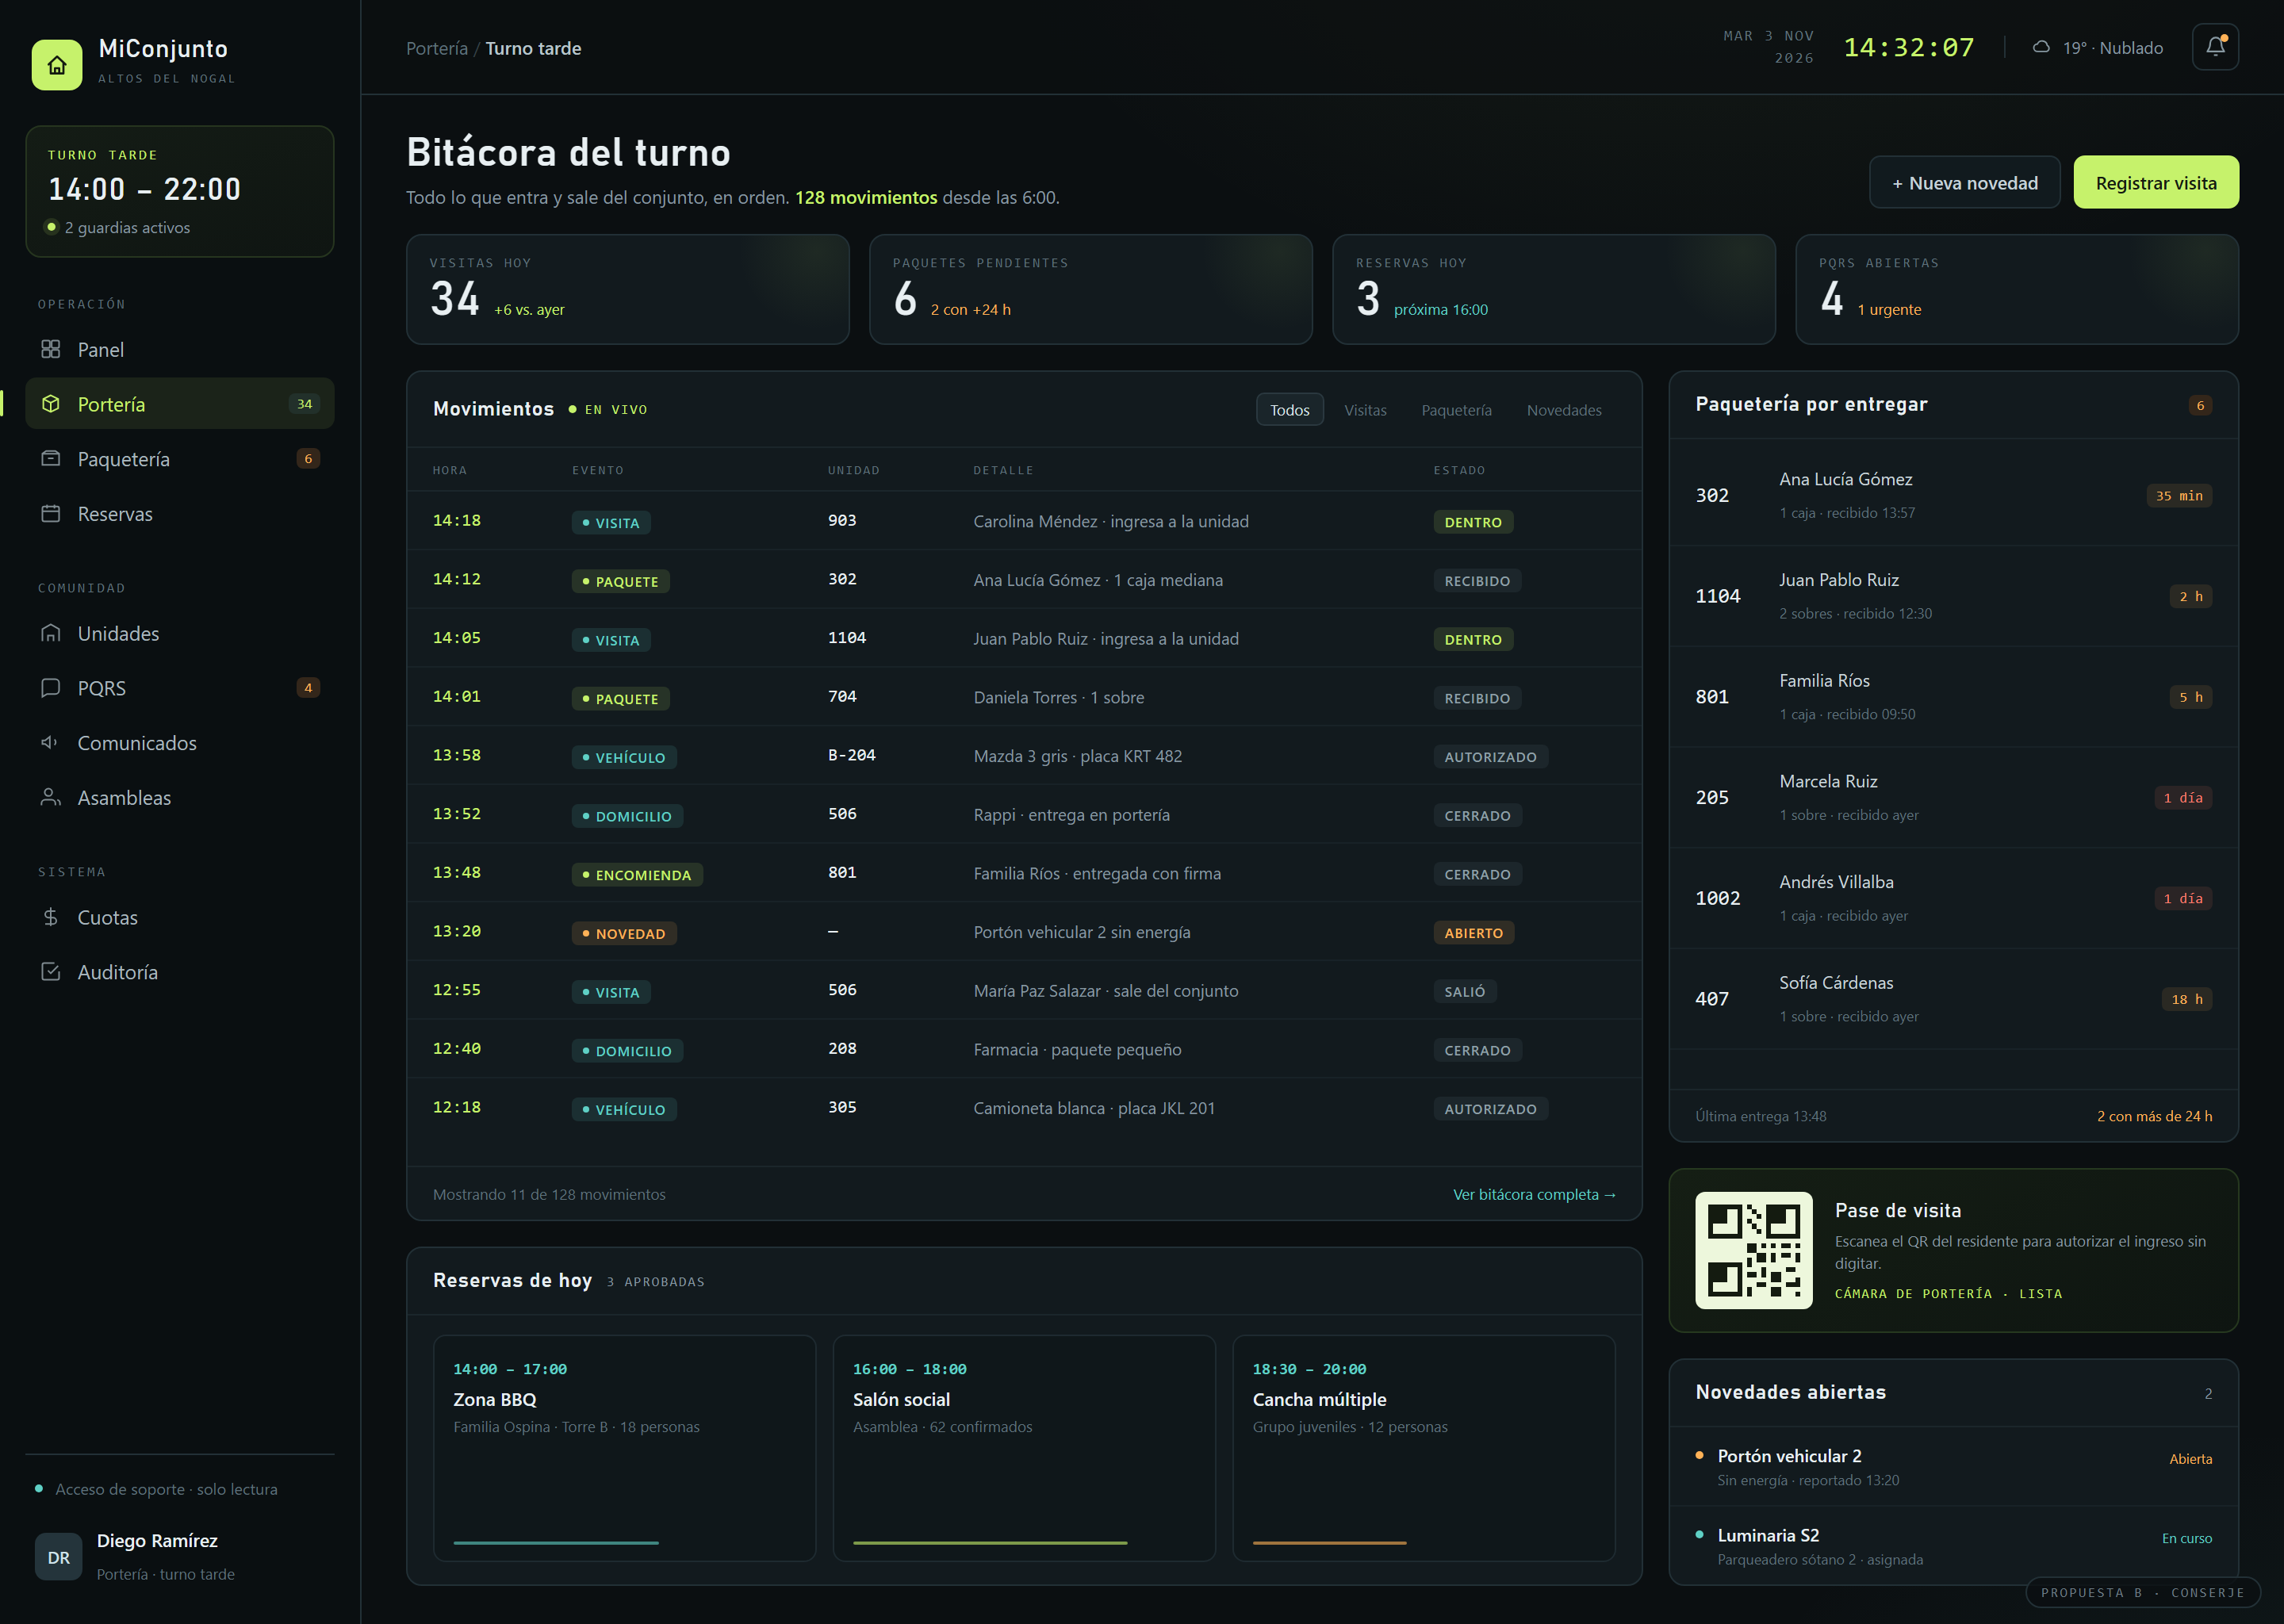 MiConjunto
ALTOS DEL NOGAL
TURNO TARDE
14:00 – 22:00
2 guardias activos
OPERACIÓN
Panel
Portería 34
Paquetería 6
Reservas
COMUNIDAD
Unidades
PQRS 4
Comunicados
Asambleas
SISTEMA
Cuotas
Auditoría
Acceso de soporte · solo lectura
DR
Diego Ramírez
Portería · turno tarde
Portería / Turno tarde
MAR 3 NOV
2026
14:32:07
19° · Nublado
Bitácora del turno
Todo lo que entra y sale del conjunto, en orden. 128 movimientos desde las 6:00.
+ Nueva novedad
Registrar visita
VISITAS HOY
34 +6 vs. ayer
PAQUETES PENDIENTES
6 2 con +24 h
RESERVAS HOY
3 próxima 16:00
PQRS ABIERTAS
4 1 urgente
Movimientos EN VIVO
Todos Visitas Paquetería Novedades
HORA EVENTO UNIDAD DETALLE ESTADO
14:18 VISITA 903 Carolina Méndez · ingresa a la unidad DENTRO
14:12 PAQUETE 302 Ana Lucía Gómez · 1 caja mediana RECIBIDO
14:05 VISITA 1104 Juan Pablo Ruiz · ingresa a la unidad DENTRO
14:01 PAQUETE 704 Daniela Torres · 1 sobre RECIBIDO
13:58 VEHÍCULO B-204 Mazda 3 gris · placa KRT 482 AUTORIZADO
13:52 DOMICILIO 506 Rappi · entrega en portería CERRADO
13:48 ENCOMIENDA 801 Familia Ríos · entregada con firma CERRADO
13:20 NOVEDAD — Portón vehicular 2 sin energía ABIERTO
12:55 VISITA 506 María Paz Salazar · sale del conjunto SALIÓ
12:40 DOMICILIO 208 Farmacia · paquete pequeño CERRADO
12:18 VEHÍCULO 305 Camioneta blanca · placa JKL 201 AUTORIZADO
Mostrando 11 de 128 movimientos
Ver bitácora completa →
Reservas de hoy 3 APROBADAS
14:00 – 17:00
Zona BBQ
Familia Ospina · Torre B · 18 personas
16:00 – 18:00
Salón social
Asamblea · 62 confirmados
18:30 – 20:00
Cancha múltiple
Grupo juveniles · 12 personas
Paquetería por entregar 6
302 Ana Lucía Gómez 35 min
1 caja · recibido 13:57
1104 Juan Pablo Ruiz 2 h
2 sobres · recibido 12:30
801 Familia Ríos 5 h
1 caja · recibido 09:50
205 Marcela Ruiz 1 día
1 sobre · recibido ayer
1002 Andrés Villalba 1 día
1 caja · recibido ayer
407 Sofía Cárdenas 18 h
1 sobre · recibido ayer
Última entrega 13:48
2 con más de 24 h
Pase de visita
Escanea el QR del residente para autorizar el ingreso sin
digitar.
CÁMARA DE PORTERÍA · LISTA
Novedades abiertas 2
Portón vehicular 2 Abierta
Sin energía · reportado 13:20
Luminaria S2 En curso
Parqueadero sótano 2 · asignada
PROPUESTA B · CONSERJE